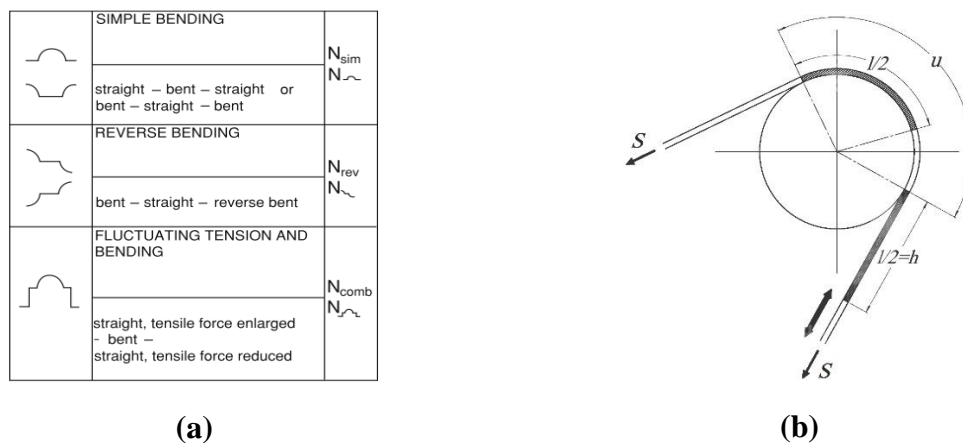 SIMPLE BENDING
N_sim
N
straight – bent – straight or
bent – straight – bent
REVERSE BENDING
N_rev
N
bent – straight – reverse bent
FLUCTUATING TENSION AND
BENDING
N_comb
N
straight, tensile force enlarged
- bent –
straight, tensile force reduced
(a)
u
l/2
S
l/2=h
S
(b)